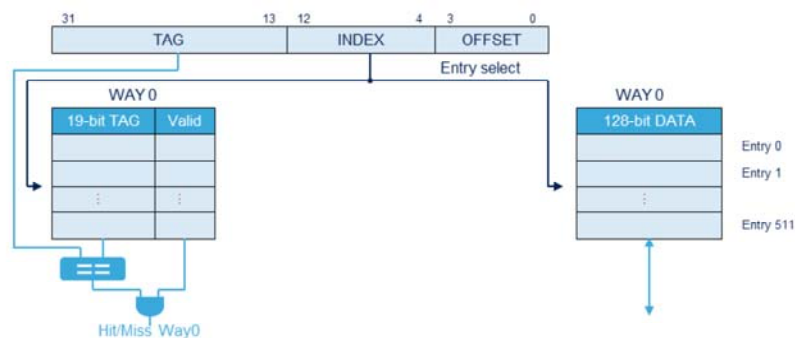 31 13 12 4 3 0
TAG INDEX OFFSET
Entry select
WAY 0 WAY 0
19-bit TAG Valid 128-bit DATA
Entry 0
Entry 1
⋮ ⋮ ⋮
Entry 511
==
Hit/Miss Way0